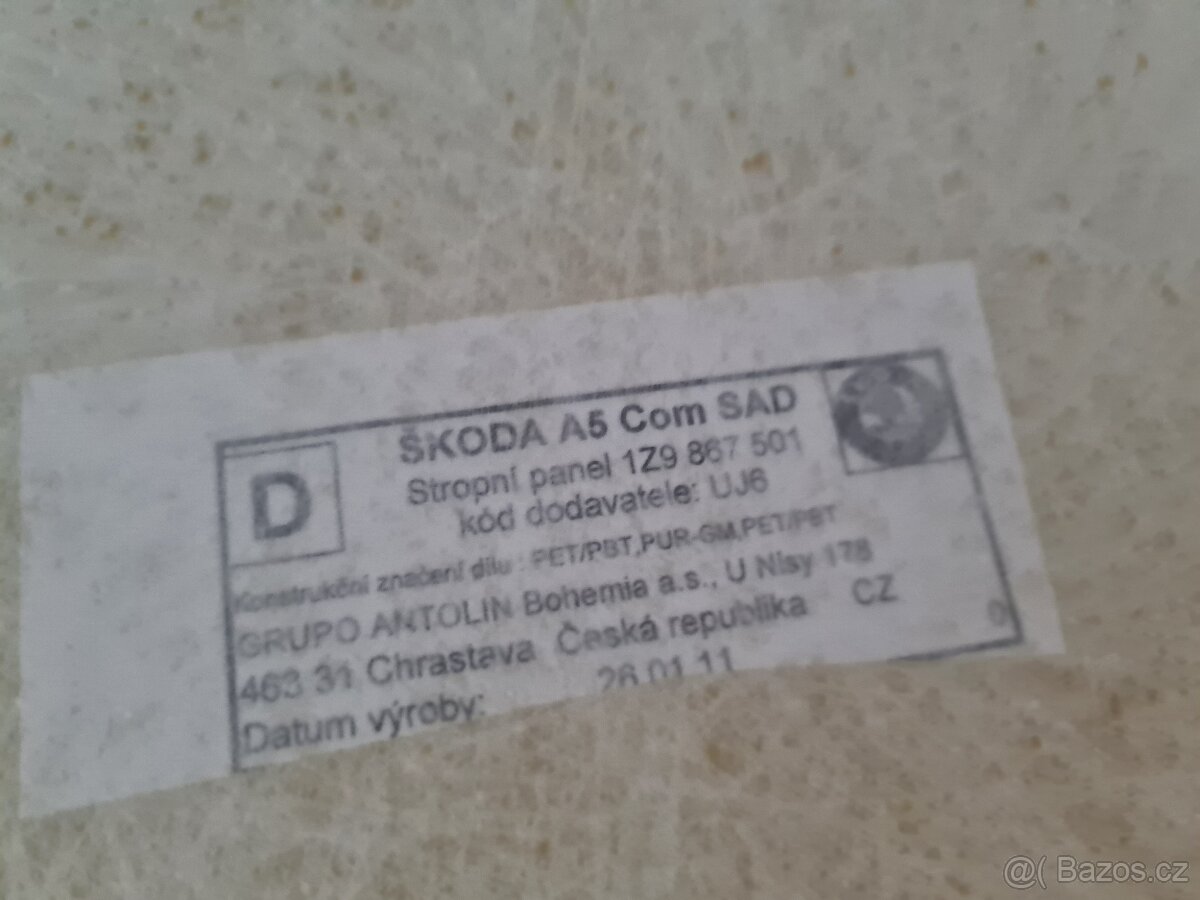 D
ŠKODA A5 Com SAD
Stropní panel 1Z9 867 501
kód dodavatele: UJ6
Konstrukční značení dílu : PET/PBT,PUR-GM,PET/PBT
GRUPO ANTOLIN Bohemia a.s., U Nisy 178
463 31 Chrastava Česká republika CZ
Datum výroby: 26.01.11
@( Bazos.cz